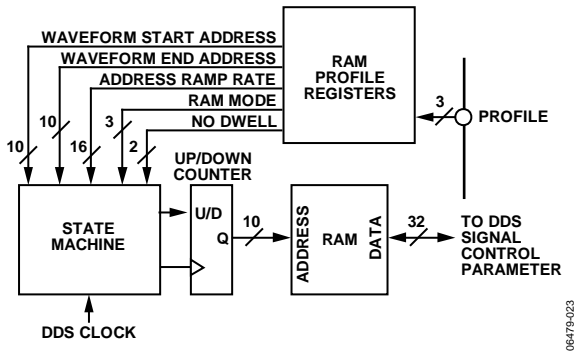 WAVEFORM START ADDRESS
WAVEFORM END ADDRESS
ADDRESS RAMP RATE
RAM MODE
NO DWELL
RAM
PROFILE
REGISTERS
3
PROFILE
10
10
16
3
2
UP/DOWN
COUNTER
STATE
MACHINE
U/D
Q
10
ADDRESS
RAM
DATA
32
TO DDS
SIGNAL
CONTROL
PARAMETER
DDS CLOCK
06479-023